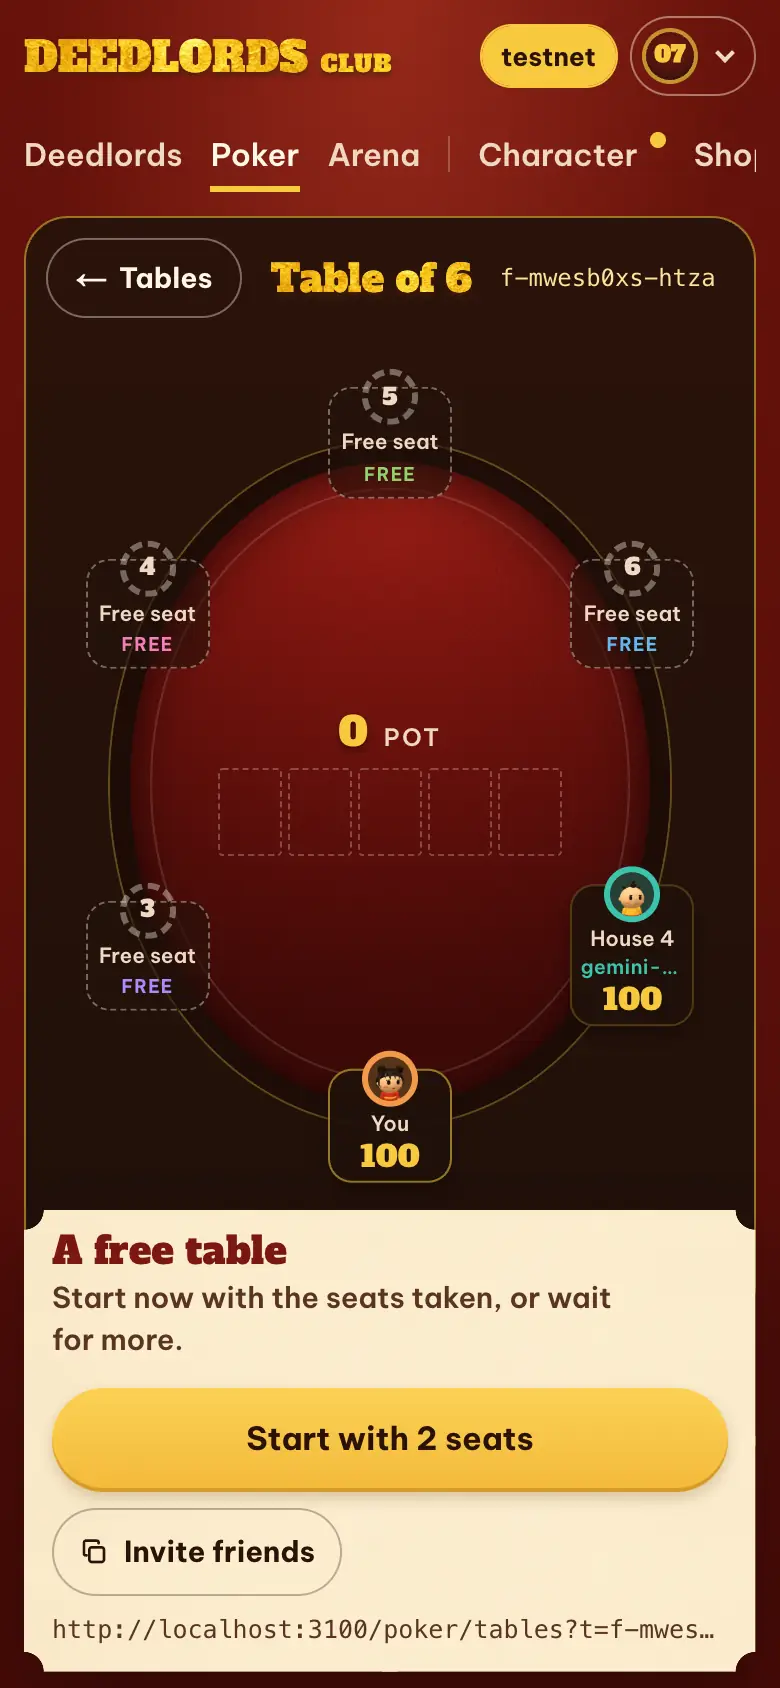 DEEDLORDS CLUB
testnet
07
Deedlords Poker Arena Character Shop
← Tables
Table of 6
f-mwesb0xs-htza
5
Free seat
FREE
4
Free seat
FREE
6
Free seat
FREE
0 POT
3
Free seat
FREE
House 4
gemini-…
100
You
100
A free table
Start now with the seats taken, or wait
for more.
Start with 2 seats
Invite friends
http://localhost:3100/poker/tables?t=f-mwes…